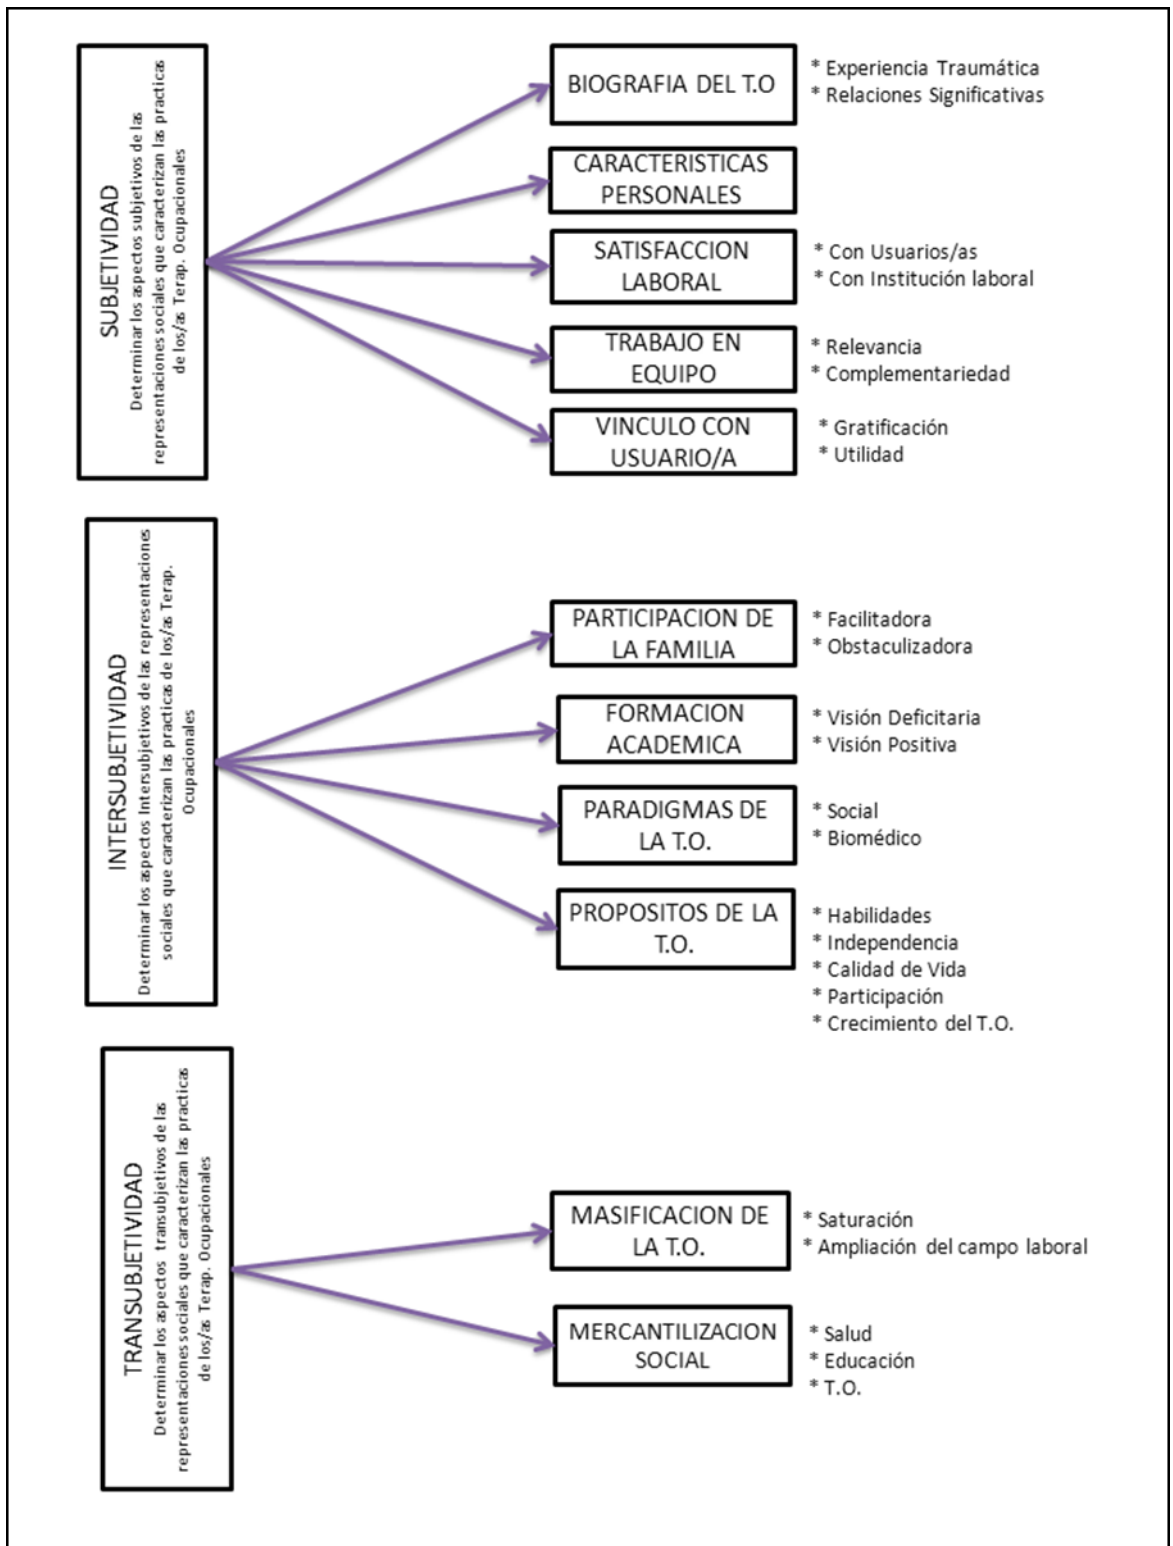 SUBJETIVIDAD
Determinar los aspectos subjetivos de las
representaciones sociales que caracterizan las practicas
de los/as Terap. Ocupacionales
BIOGRAFIA DEL T.O
* Experiencia Traumática
* Relaciones Significativas
CARACTERISTICAS
PERSONALES
SATISFACCION
LABORAL
* Con Usuarios/as
* Con Institución laboral
TRABAJO EN
EQUIPO
* Relevancia
* Complementariedad
VINCULO CON
USUARIO/A
* Gratificación
* Utilidad
INTERSUBJETIVIDAD
Determinar los aspectos Intersubjetivos de las representaciones
sociales que caracterizan las practicas de los/as Terap.
Ocupacionales
PARTICIPACION DE
LA FAMILIA
* Facilitadora
* Obstaculizadora
FORMACION
ACADEMICA
* Visión Deficitaria
* Visión Positiva
PARADIGMAS DE
LA T.O.
* Social
* Biomédico
PROPOSITOS DE LA
T.O.
* Habilidades
* Independencia
* Calidad de Vida
* Participación
* Crecimiento del T.O.
TRANSUBJETIVIDAD
Determinar los aspectos transubjetivos de las
representaciones sociales que caracterizan las practicas
de los/as Terap. Ocupacionales
MASIFICACION DE
LA T.O.
* Saturación
* Ampliación del campo laboral
MERCANTILIZACION
SOCIAL
* Salud
* Educación
* T.O.